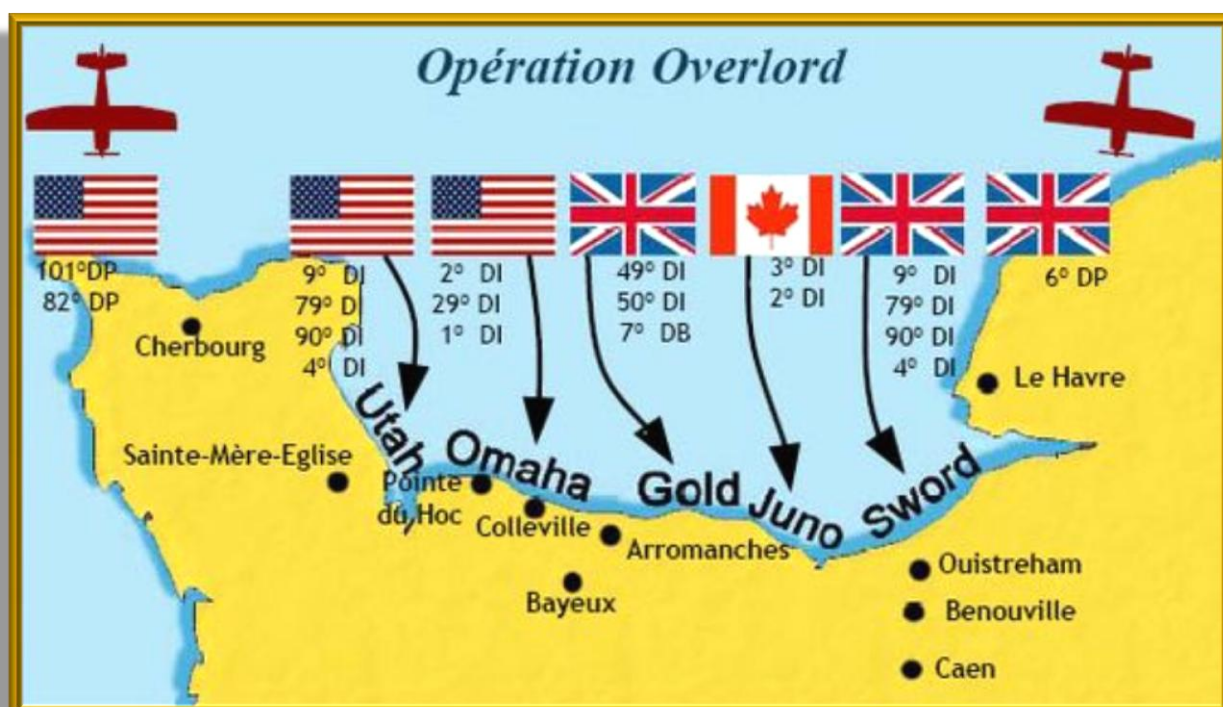 Opération Overlord
101°DP
82° DP
9° DI
79° DI
90° DI
4° DI
2° DI
29° DI
1° DI
49° DI
50° DI
7° DB
3° DI
2° DI
9° DI
79° DI
90° DI
4° DI
6° DP
Cherbourg
Le Havre
Utah
Omaha
Gold
Juno
Sword
Sainte-Mère-Eglise
Pointe
du Hoc
Colleville
Arromanches
Bayeux
Ouistreham
Benouville
Caen